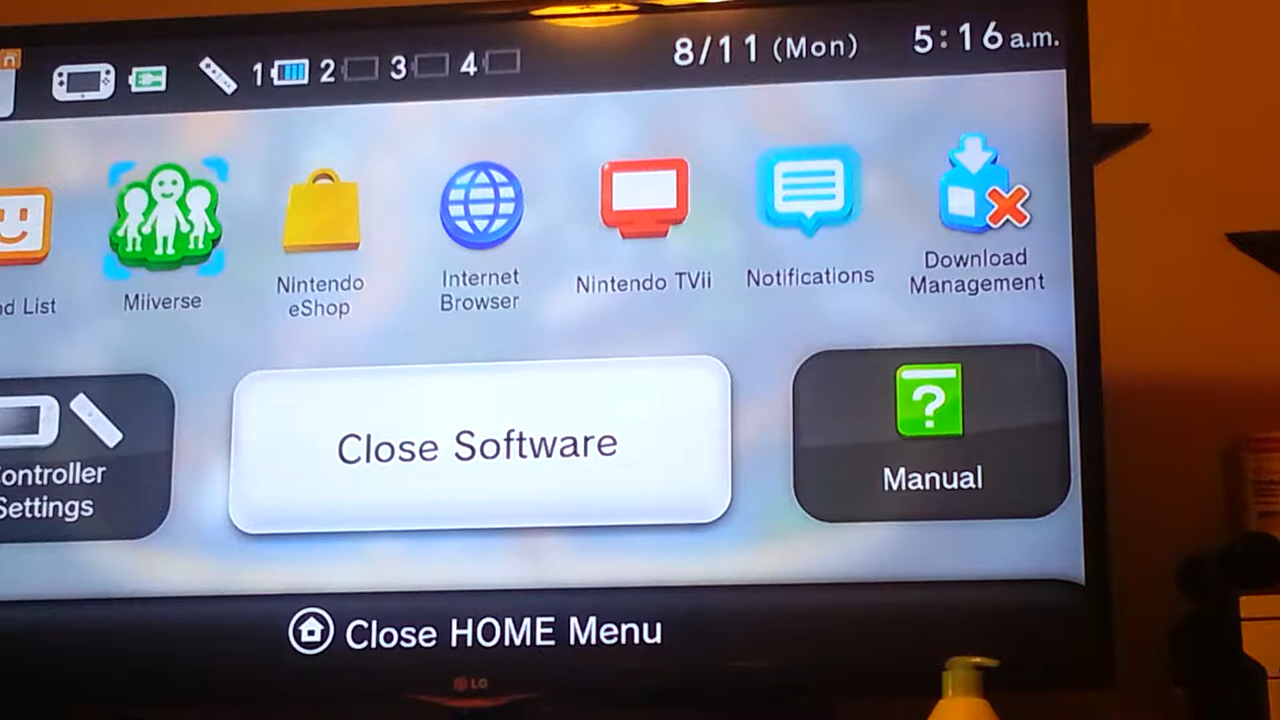 1 2 3 4
8/11 (Mon)
5:16 a.m.
nd List
Miiverse
Nintendo
eShop
Internet
Browser
Nintendo TVii
Notifications
Download
Management
ontroller
Settings
Close Software
?
Manual
Close HOME Menu
LG